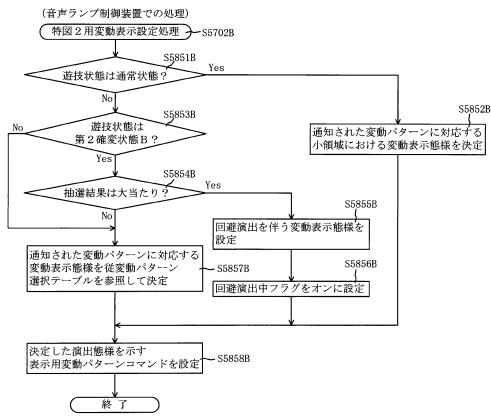 (音声ランプ制御装置での処理)
特図2用変動表示設定処理
S5702B
S5851B
遊技状態は通常状態?
Yes
No
S5852B
通知された変動パターンに対応する
小領域における変動表示態様を決定
S5853B
遊技状態は
第2確変状態B?
No
Yes
S5854B
抽選結果は大当たり?
Yes
No
S5855B
回避演出を伴う変動表示態様を
設定
S5856B
回避演出中フラグをオンに設定
通知された変動パターンに対応する
変動表示態様を従変動パターン
選択テーブルを参照して決定
S5857B
決定した演出態様を示す
表示用変動パターンコマンドを設定
S5858B
終了